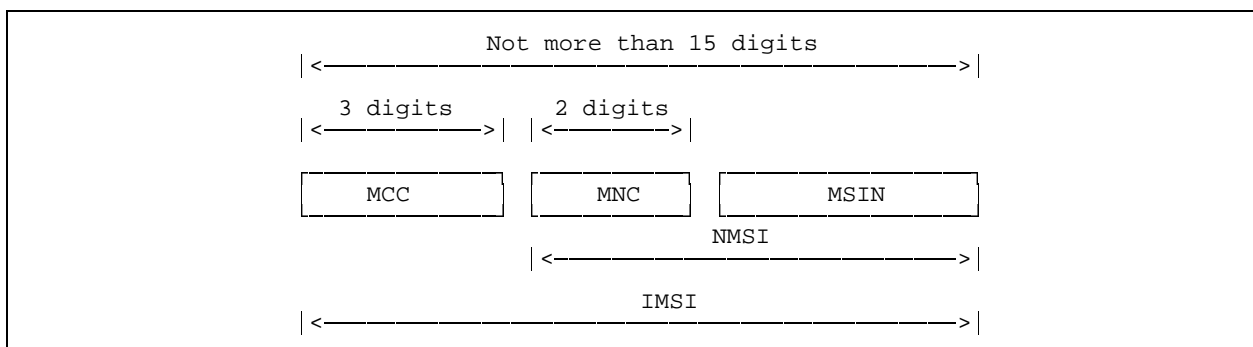 Not more than 15 digits
3 digits 2 digits
MCC MNC MSIN
NMSI
IMSI